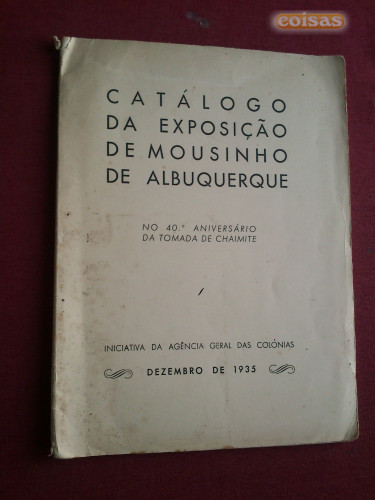 coisas
CATÁLOGO
DA EXPOSIÇÃO
DE MOUSINHO
DE ALBUQUERQUE
NO 40.º ANIVERSÁRIO
DA TOMADA DE CHAIMITE
INICIATIVA DA AGÊNCIA GERAL DAS COLÓNIAS
DEZEMBRO DE 1935